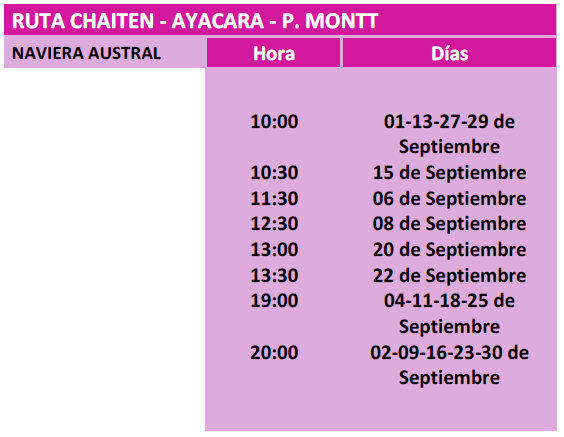 RUTA CHAITEN - AYACARA - P. MONTT
NAVIERA AUSTRAL Hora Días
10:00 01-13-27-29 de
Septiembre
10:30 15 de Septiembre
11:30 06 de Septiembre
12:30 08 de Septiembre
13:00 20 de Septiembre
13:30 22 de Septiembre
19:00 04-11-18-25 de
Septiembre
20:00 02-09-16-23-30 de
Septiembre